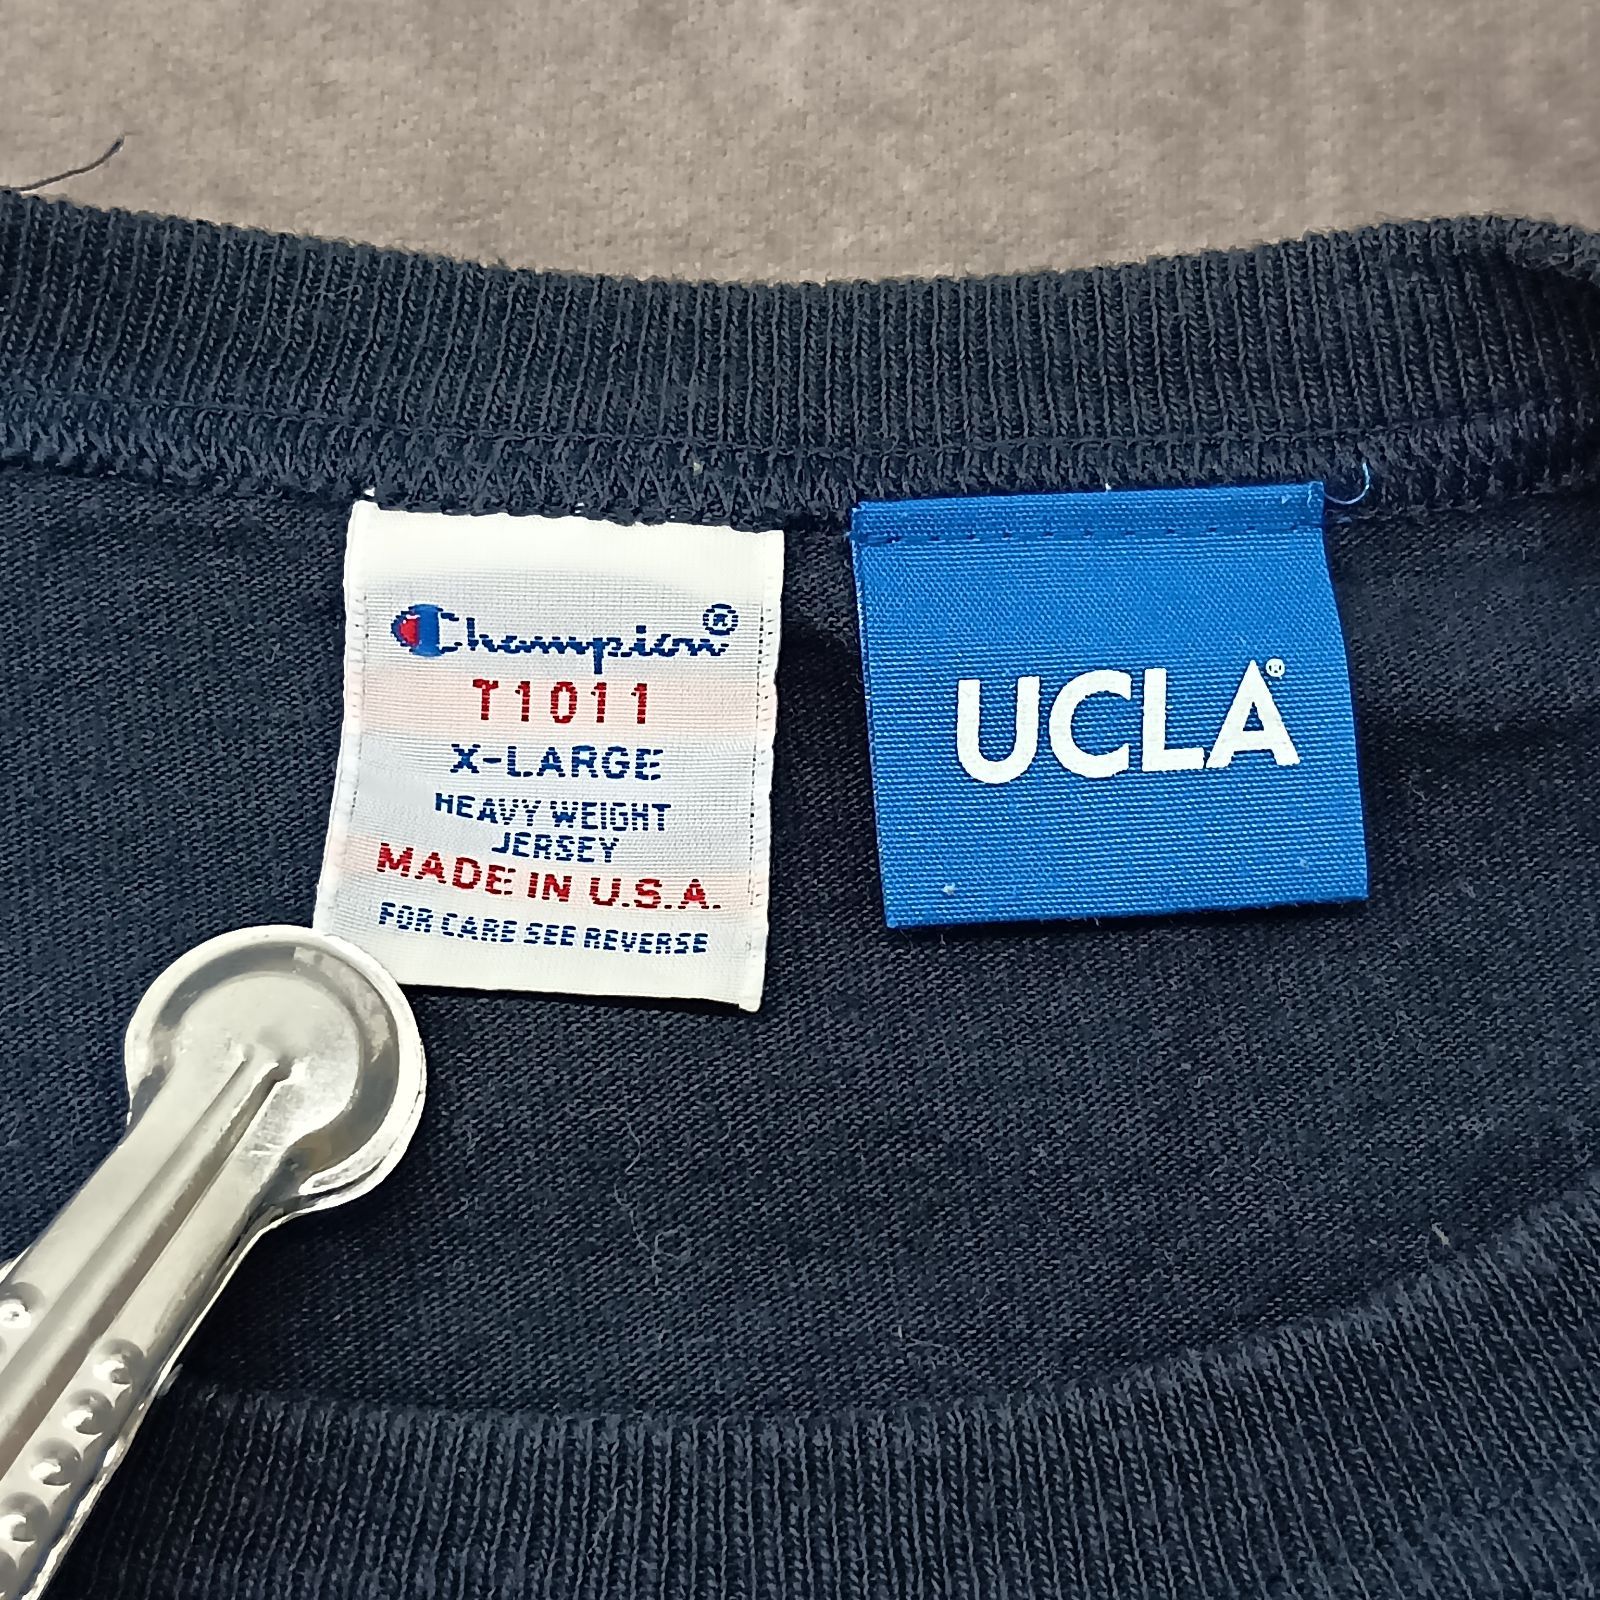 Champion®
T1011
X-LARGE
HEAVY WEIGHT
JERSEY
MADE IN U.S.A.
FOR CARE SEE REVERSE
UCLA®